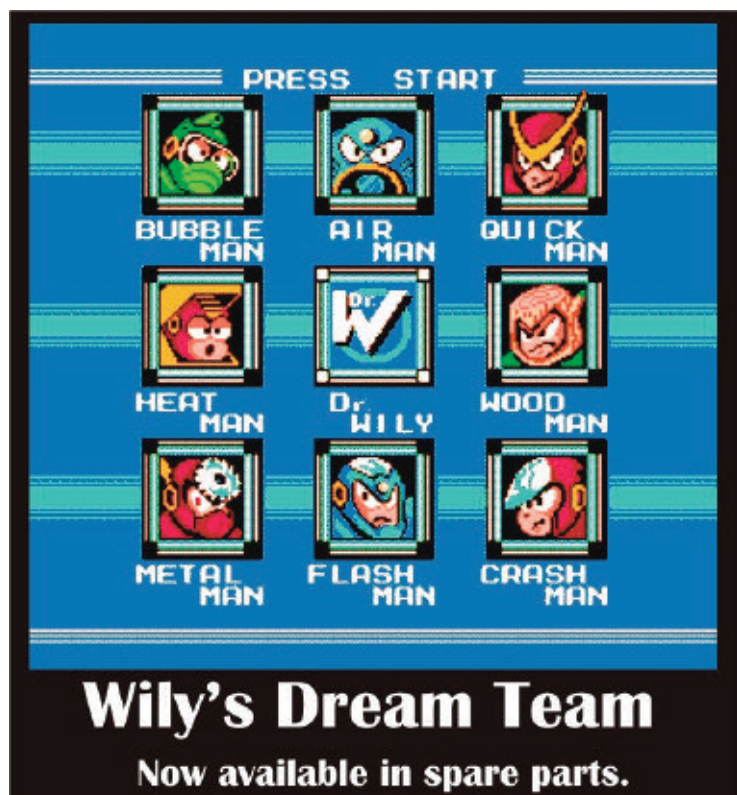 PRESS START
BUBBLE MAN AIR MAN QUICK MAN
Dr. W
HEAT MAN Dr. WILY WOOD MAN
METAL MAN FLASH MAN CRASH MAN
Wily's Dream Team
Now available in spare parts.